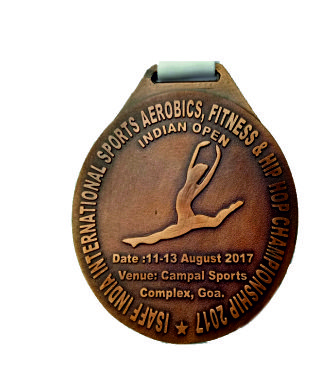 ISAFF INDIA INTERNATIONAL SPORTS AEROBICS, FITNESS & HIP HOP CHAMPIONSHIP 2017
INDIAN OPEN
Date :11-13 August 2017
Venue: Campal Sports
Complex, Goa.